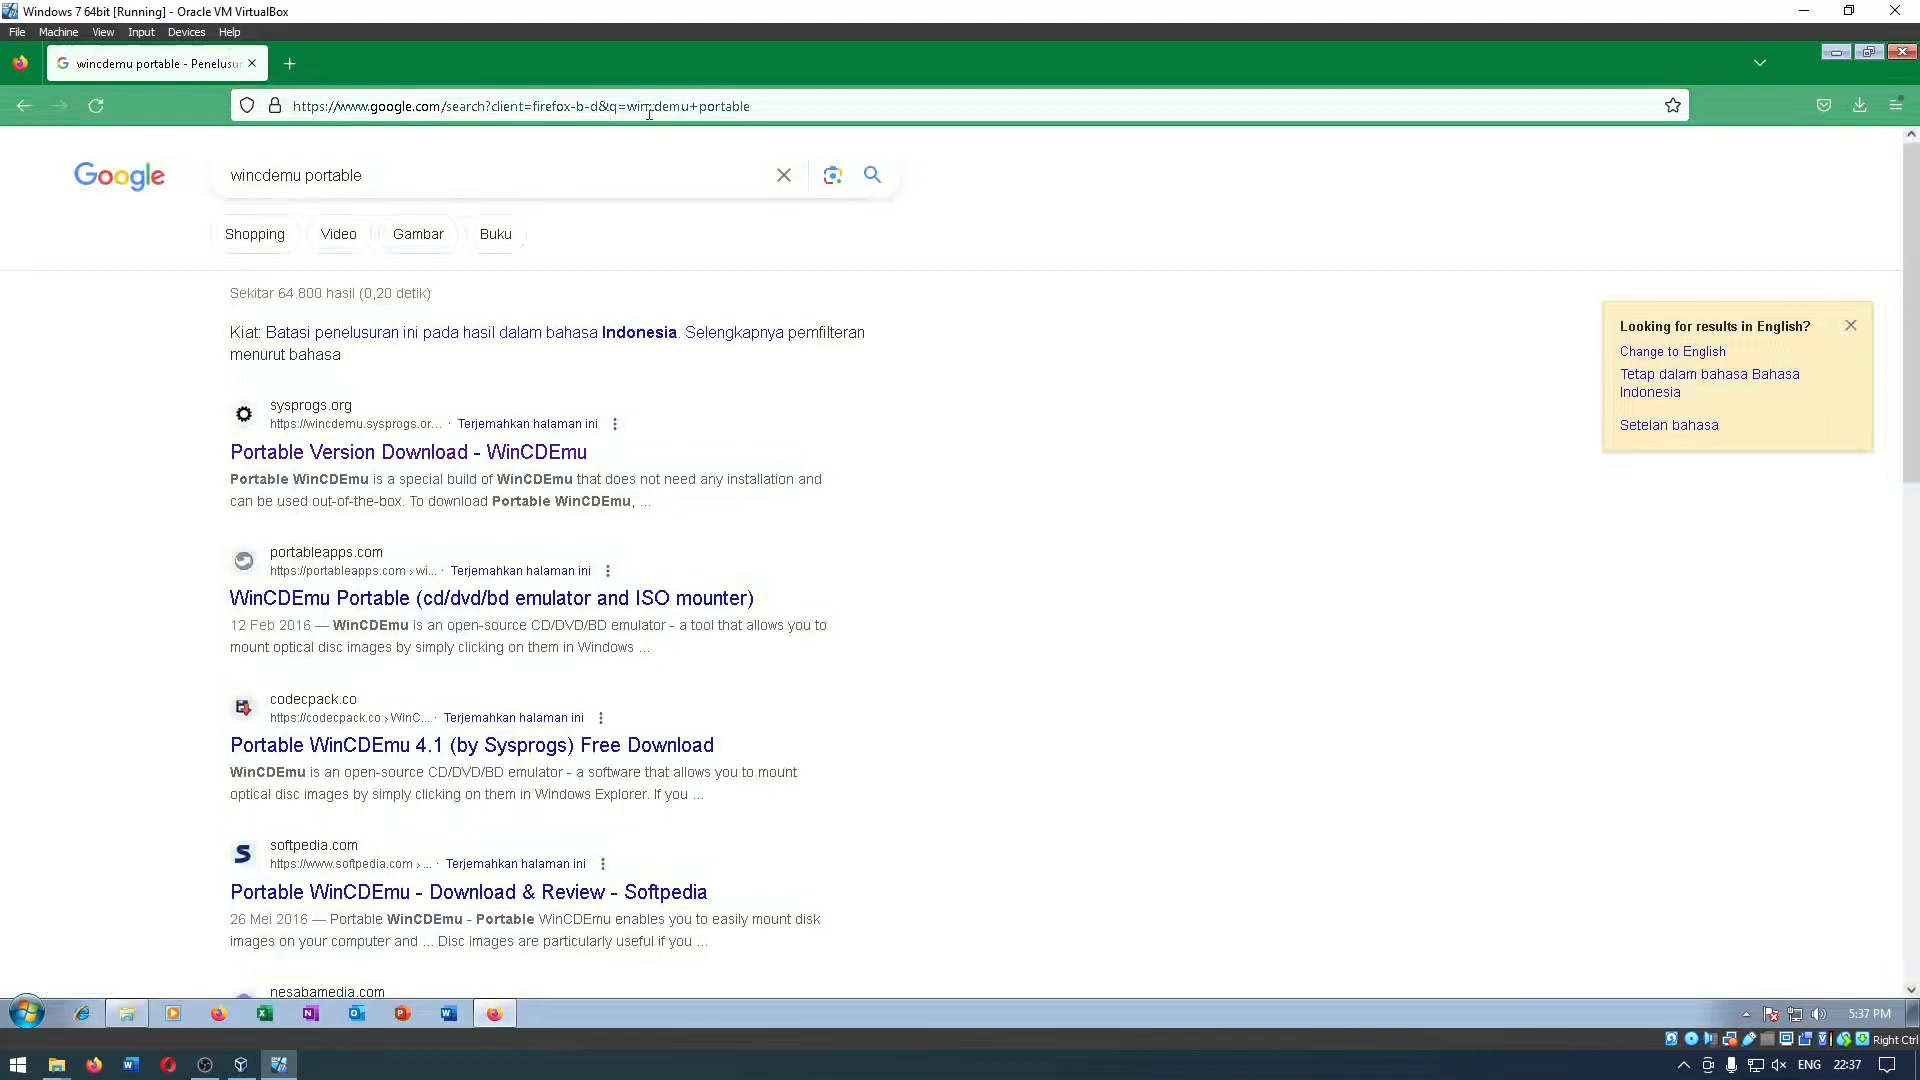 Windows 7 64bit [Running] - Oracle VM VirtualBox
File Machine View Input Devices Help
wincdemu portable - Penelusur
https://www.google.com/search?client=firefox-b-d&q=wincdemu+portable
Google
wincdemu portable
Shopping Video Gambar Buku
Sekitar 64.800 hasil (0,20 detik)
Kiat: Batasi penelusuran ini pada hasil dalam bahasa Indonesia. Selengkapnya pemfilteran
menurut bahasa
Looking for results in English?
Change to English
Tetap dalam bahasa Bahasa
Indonesia
Setelan bahasa
sysprogs.org
https://wincdemu.sysprogs.or... · Terjemahkan halaman ini
Portable Version Download - WinCDEmu
Portable WinCDEmu is a special build of WinCDEmu that does not need any installation and
can be used out-of-the-box. To download Portable WinCDEmu, ...
portableapps.com
https://portableapps.com › wi... · Terjemahkan halaman ini
WinCDEmu Portable (cd/dvd/bd emulator and ISO mounter)
12 Feb 2016 — WinCDEmu is an open-source CD/DVD/BD emulator - a tool that allows you to
mount optical disc images by simply clicking on them in Windows ...
codecpack.co
https://codecpack.co › WinC... · Terjemahkan halaman ini
Portable WinCDEmu 4.1 (by Sysprogs) Free Download
WinCDEmu is an open-source CD/DVD/BD emulator - a software that allows you to mount
optical disc images by simply clicking on them in Windows Explorer. If you ...
softpedia.com
https://www.softpedia.com › ... · Terjemahkan halaman ini
Portable WinCDEmu - Download & Review - Softpedia
26 Mei 2016 — Portable WinCDEmu - Portable WinCDEmu enables you to easily mount disk
images on your computer and ... Disc images are particularly useful if you ...
nesabamedia.com
5:37 PM
Right Ctrl
ENG 22:37